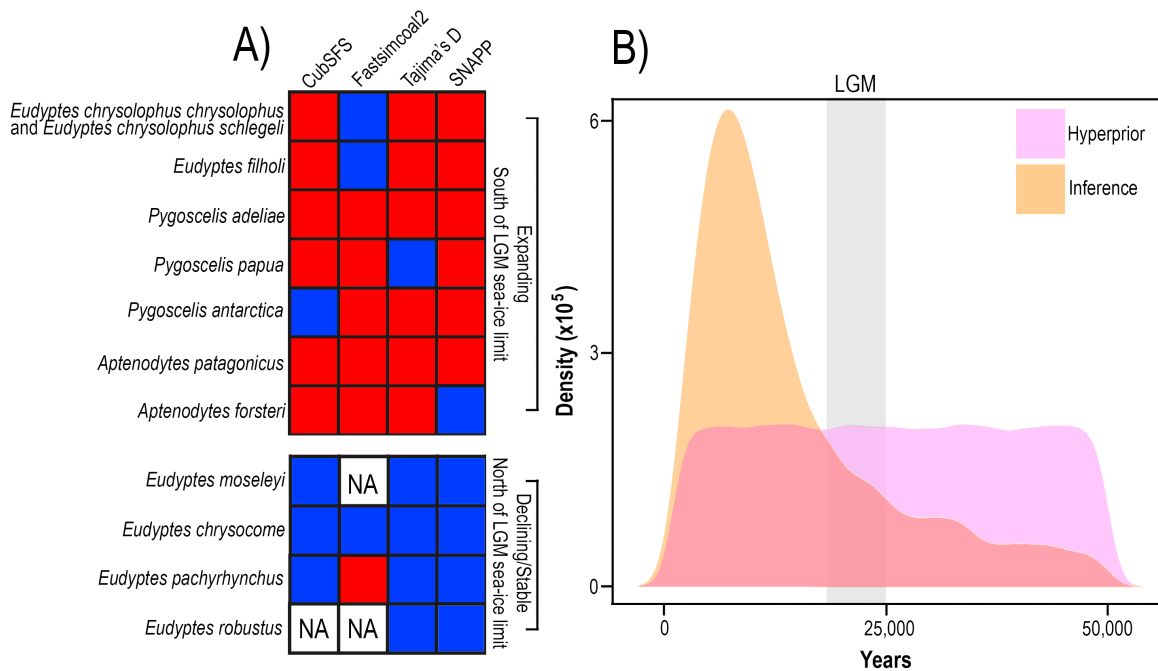 A)
CubSFS
Fastsimcoal2
Tajima's D
SNAPP
Eudyptes chrysolophus chrysolophus
and Eudyptes chrysolophus schlegeli
Eudyptes filholi
Pygoscelis adeliae
Pygoscelis papua
Pygoscelis antarctica
Aptenodytes patagonicus
Aptenodytes forsteri
Expanding
South of LGM sea-ice limit
Eudyptes moseleyi
NA
Eudyptes chrysocome
Eudyptes pachyrhynchus
Eudyptes robustus
NA
NA
Declining/Stable
North of LGM sea-ice limit
B)
LGM
Hyperprior
Inference
Density (x10⁵)
6
3
0
0
25,000
50,000
Years